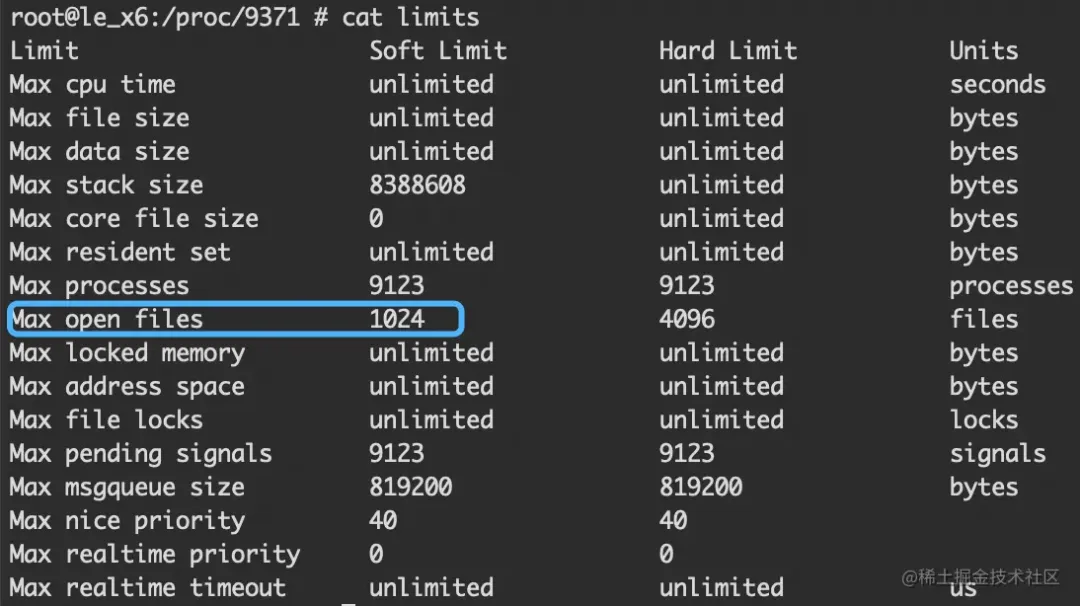 root@le_x6:/proc/9371 # cat limits
Limit Soft Limit Hard Limit Units
Max cpu time unlimited unlimited seconds
Max file size unlimited unlimited bytes
Max data size unlimited unlimited bytes
Max stack size 8388608 unlimited bytes
Max core file size 0 unlimited bytes
Max resident set unlimited unlimited bytes
Max processes 9123 9123 processes
Max open files 1024 4096 files
Max locked memory unlimited unlimited bytes
Max address space unlimited unlimited bytes
Max file locks unlimited unlimited locks
Max pending signals 9123 9123 signals
Max msgqueue size 819200 819200 bytes
Max nice priority 40 40
Max realtime priority 0 0
Max realtime timeout unlimited unlimited us
@稀土掘金技术社区